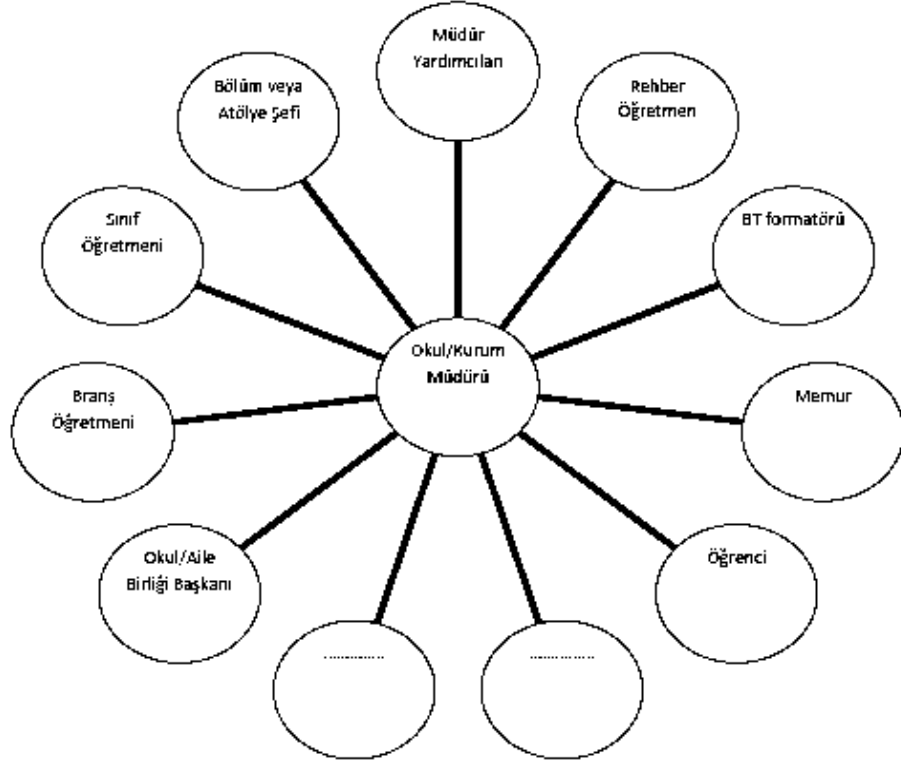 Müdür
Yardımcıları
Rehber
Öğretmen
BT formatörü
Memur
Öğrenci
.............
.............
Okul/Aile
Birliği Başkanı
Branş
Öğretmeni
Sınıf
Öğretmeni
Bölüm veya
Atölye Şefi
Okul/Kurum
Müdürü